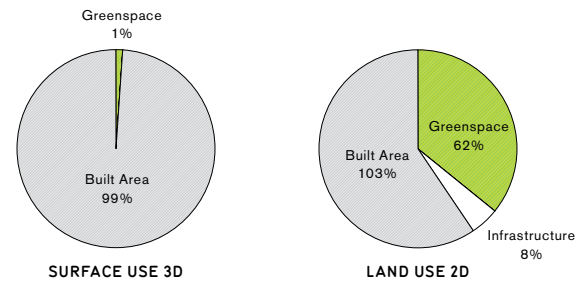 Greenspace
1%
Built Area
99%
SURFACE USE 3D
Greenspace
62%
Built Area
103%
Infrastructure
8%
LAND USE 2D